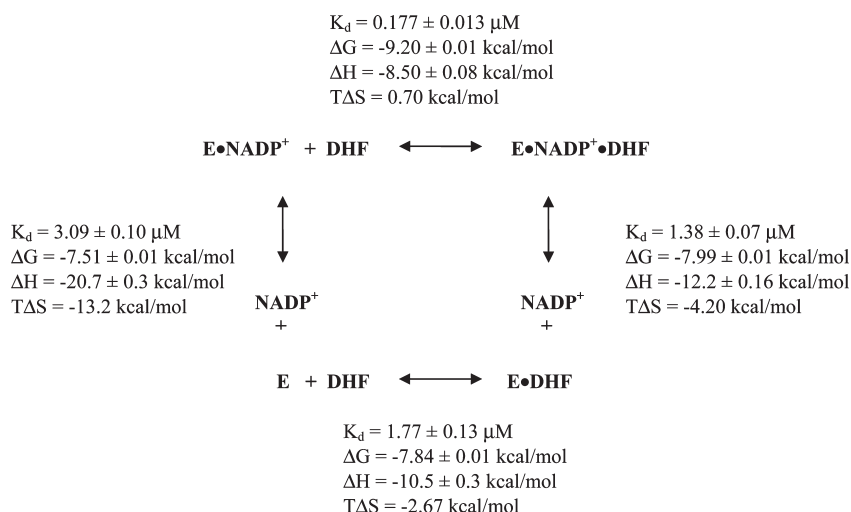 K_d = 0.177 ± 0.013 µM
ΔG = -9.20 ± 0.01 kcal/mol
ΔH = -8.50 ± 0.08 kcal/mol
TΔS = 0.70 kcal/mol
E•NADP⁺ + DHF ⟷ E•NADP⁺•DHF
K_d = 3.09 ± 0.10 µM
ΔG = -7.51 ± 0.01 kcal/mol
ΔH = -20.7 ± 0.3 kcal/mol
TΔS = -13.2 kcal/mol
K_d = 1.38 ± 0.07 µM
ΔG = -7.99 ± 0.01 kcal/mol
ΔH = -12.2 ± 0.16 kcal/mol
TΔS = -4.20 kcal/mol
NADP⁺
+
NADP⁺
+
E + DHF ⟷ E•DHF
K_d = 1.77 ± 0.13 µM
ΔG = -7.84 ± 0.01 kcal/mol
ΔH = -10.5 ± 0.3 kcal/mol
TΔS = -2.67 kcal/mol